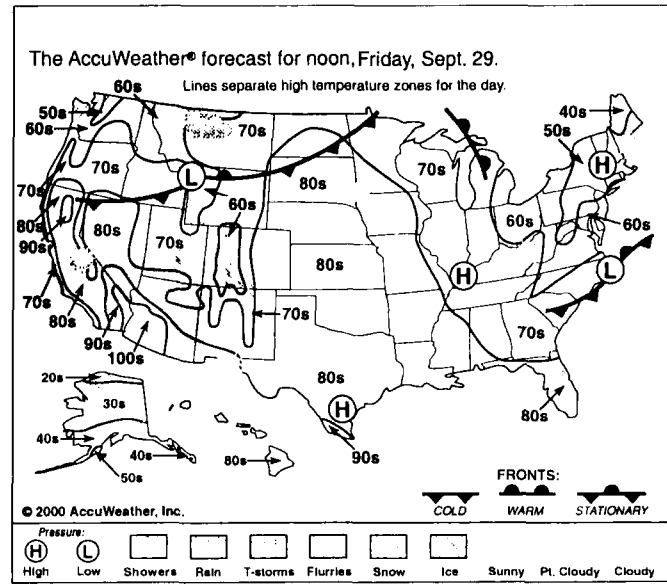 The AccuWeather® forecast for noon, Friday, Sept. 29.
Lines separate high temperature zones for the day.
60s
50s
60s
40s
50s
70s
70s
70s
70s
80s
60s
60s
60s
80s
90s
80s
70s
80s
H
L
H
L
70s
80s
90s
100s
70s
70s
80s
H
90s
80s
20s
30s
40s
40s
50s
80s
FRONTS:
COLD WARM STATIONARY
© 2000 AccuWeather, Inc.
Pressure:
H L
High Low Showers Rain T-storms Flurries Snow Ice Sunny Pt. Cloudy Cloudy